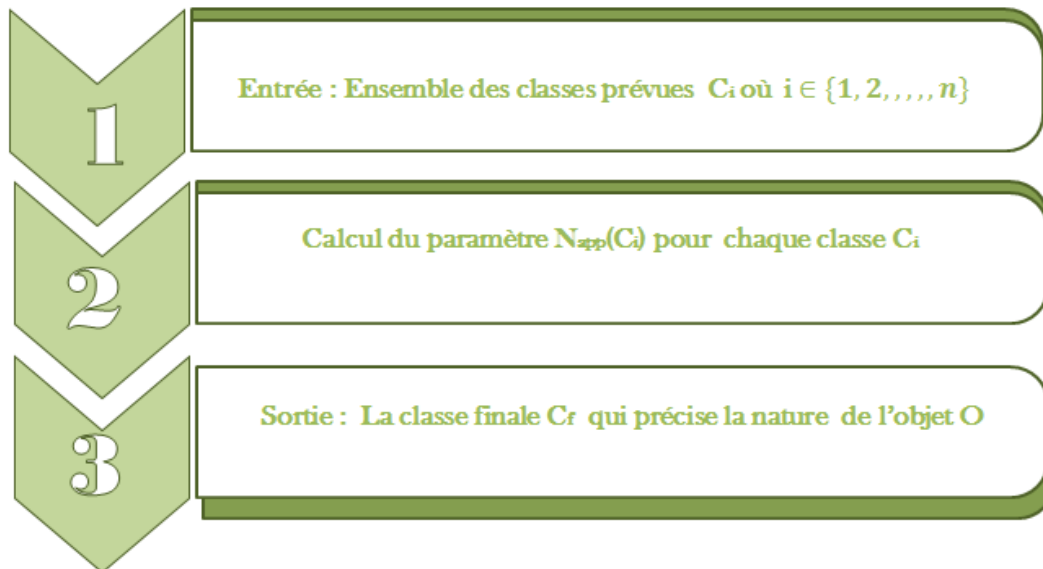 1
Entrée : Ensemble des classes prévues Ci où i ∈ {1, 2, , , , , n}
2
Calcul du paramètre Napp(Ci) pour chaque classe Ci
3
Sortie : La classe finale Cf qui précise la nature de l'objet O